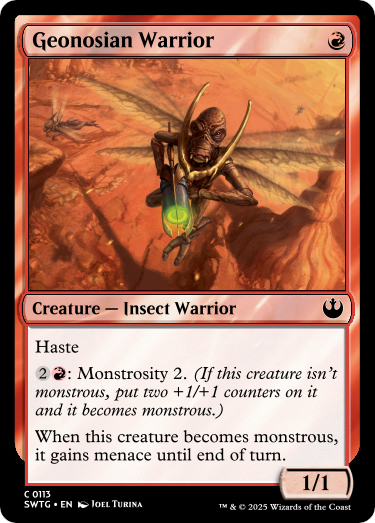 Geonosian Warrior
Creature — Insect Warrior
Haste
2R: Monstrosity 2. (If this creature isn't
monstrous, put two +1/+1 counters on it
and it becomes monstrous.)
When this creature becomes monstrous,
it gains menace until end of turn.
1/1
C 0113
SWTG • EN Joel Turina
™ & © 2025 Wizards of the Coast